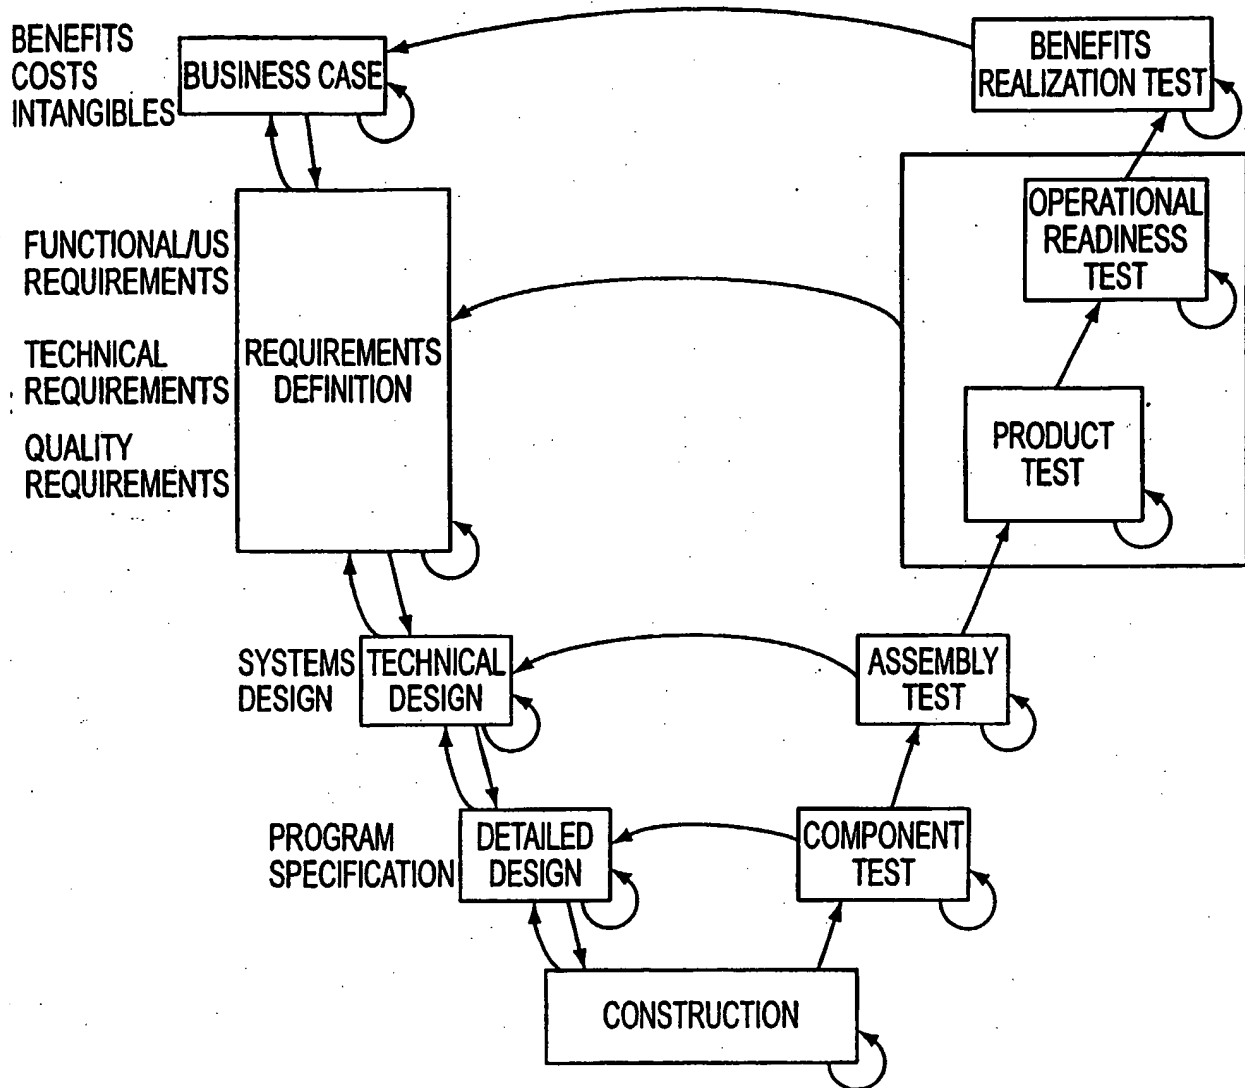 BENEFITS
COSTS
INTANGIBLES
BUSINESS CASE
BENEFITS
REALIZATION TEST
OPERATIONAL
READINESS
TEST
FUNCTIONAL/US
REQUIREMENTS
TECHNICAL
REQUIREMENTS
QUALITY
REQUIREMENTS
REQUIREMENTS
DEFINITION
PRODUCT
TEST
SYSTEMS
DESIGN
TECHNICAL
DESIGN
ASSEMBLY
TEST
PROGRAM
SPECIFICATION
DETAILED
DESIGN
COMPONENT
TEST
CONSTRUCTION